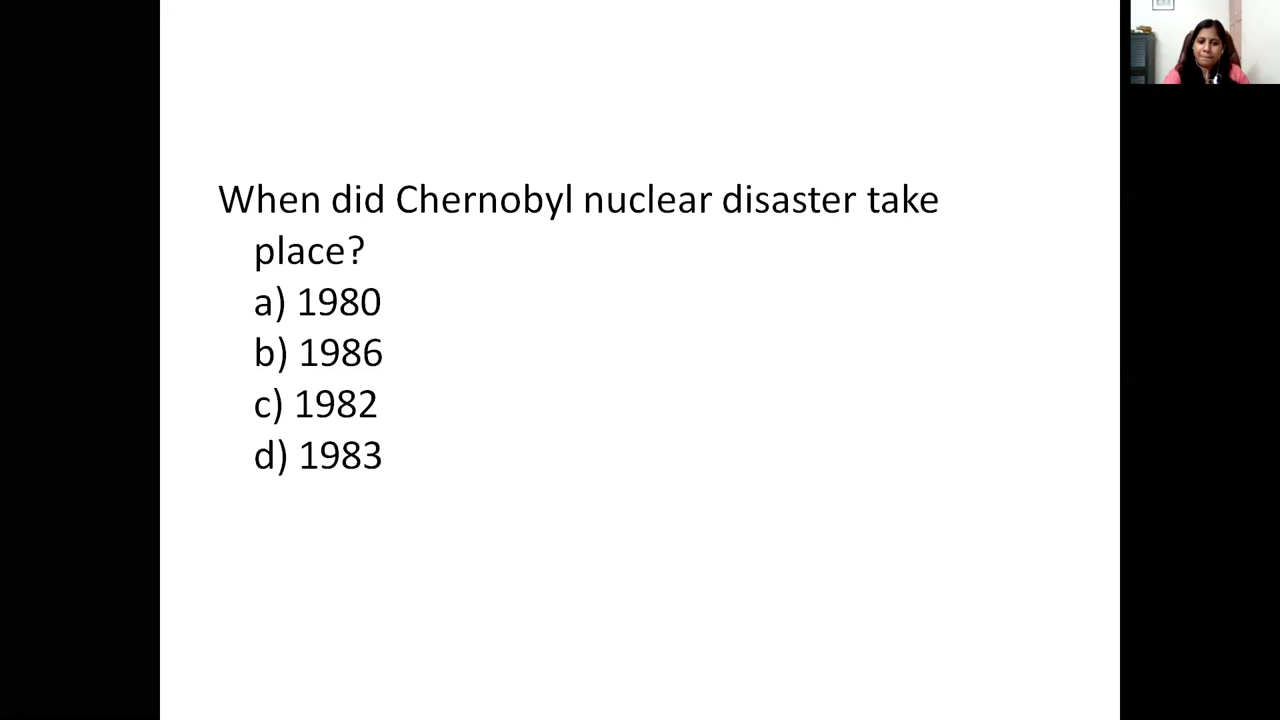 When did Chernobyl nuclear disaster take
place?
a) 1980
b) 1986
c) 1982
d) 1983